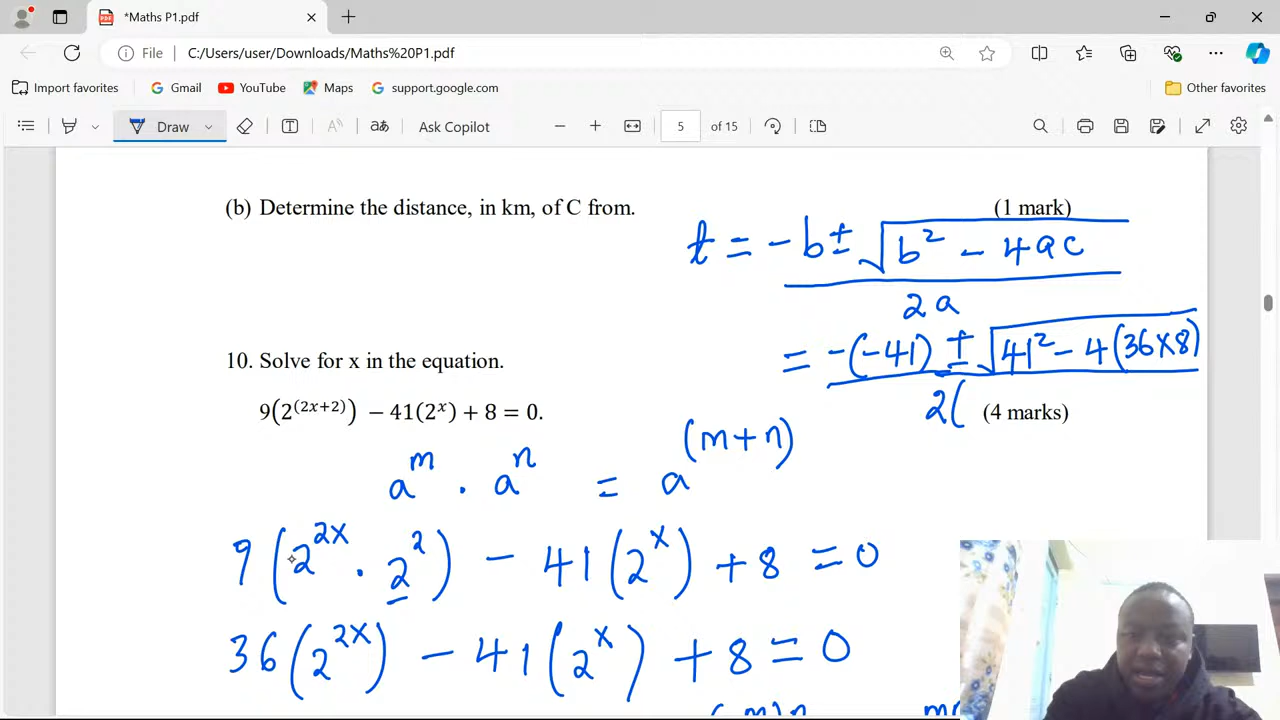 *Maths P1.pdf
File C:/Users/user/Downloads/Maths%20P1.pdf
Import favorites Gmail YouTube Maps support.google.com Other favorites
Draw Ask Copilot 5 of 15
(b) Determine the distance, in km, of C from. (1 mark)
t = -b ± √(b² - 4ac)
2a
= -(-41) ± √(41² - 4(36×8))
2(
10. Solve for x in the equation.
9(2^(2x+2)) − 41(2^x) + 8 = 0. (4 marks)
a^m . a^n = a^(m+n)
9(2^2x . 2^2) - 41(2^x) + 8 = 0
36(2^2x) - 41(2^x) + 8 = 0